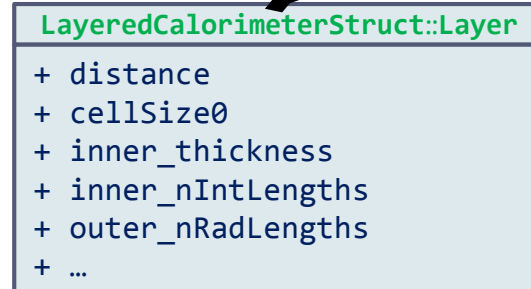 LayeredCalorimeterStruct::Layer
+ distance
+ cellSize0
+ inner_thickness
+ inner_nIntLengths
+ outer_nRadLengths
+ …